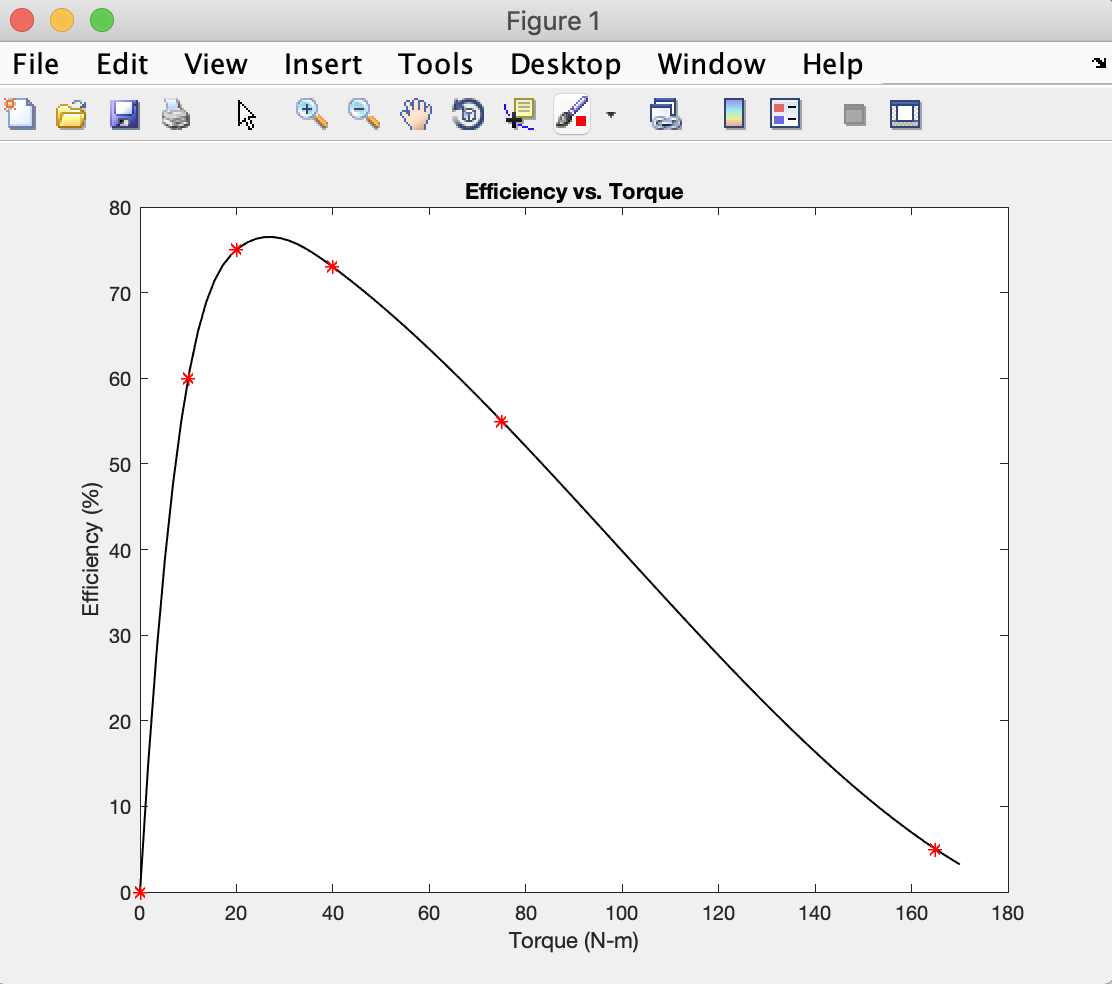 Figure 1
File Edit View Insert Tools Desktop Window Help
Efficiency vs. Torque
80
70
60
50
40
30
20
10
0
Efficiency (%)
0 20 40 60 80 100 120 140 160 180
Torque (N-m)